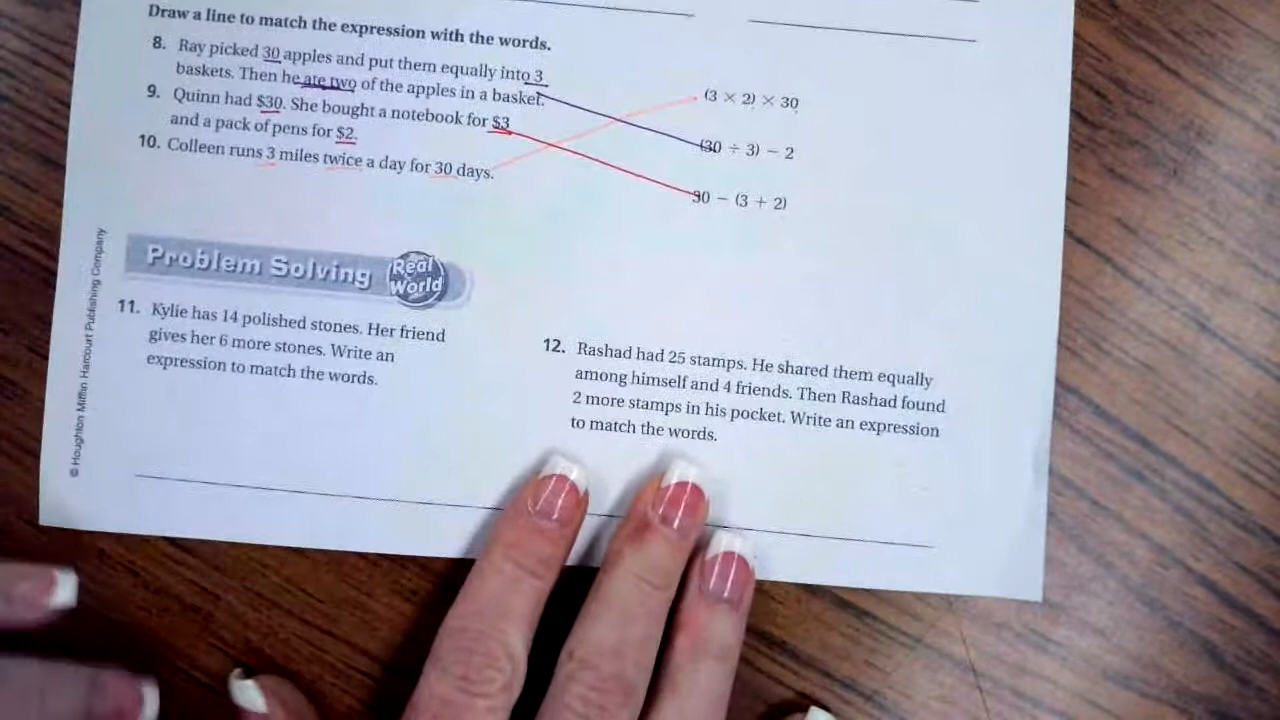 Draw a line to match the expression with the words.
8. Ray picked 30 apples and put them equally into 3
baskets. Then he ate two of the apples in a basket.
9. Quinn had $30. She bought a notebook for $3
and a pack of pens for $2.
10. Colleen runs 3 miles twice a day for 30 days.
(3 × 2) × 30
(30 ÷ 3) − 2
30 − (3 + 2)
Problem Solving Real World
11. Kylie has 14 polished stones. Her friend
gives her 6 more stones. Write an
expression to match the words.
12. Rashad had 25 stamps. He shared them equally
among himself and 4 friends. Then Rashad found
2 more stamps in his pocket. Write an expression
to match the words.
© Houghton Mifflin Harcourt Publishing Company